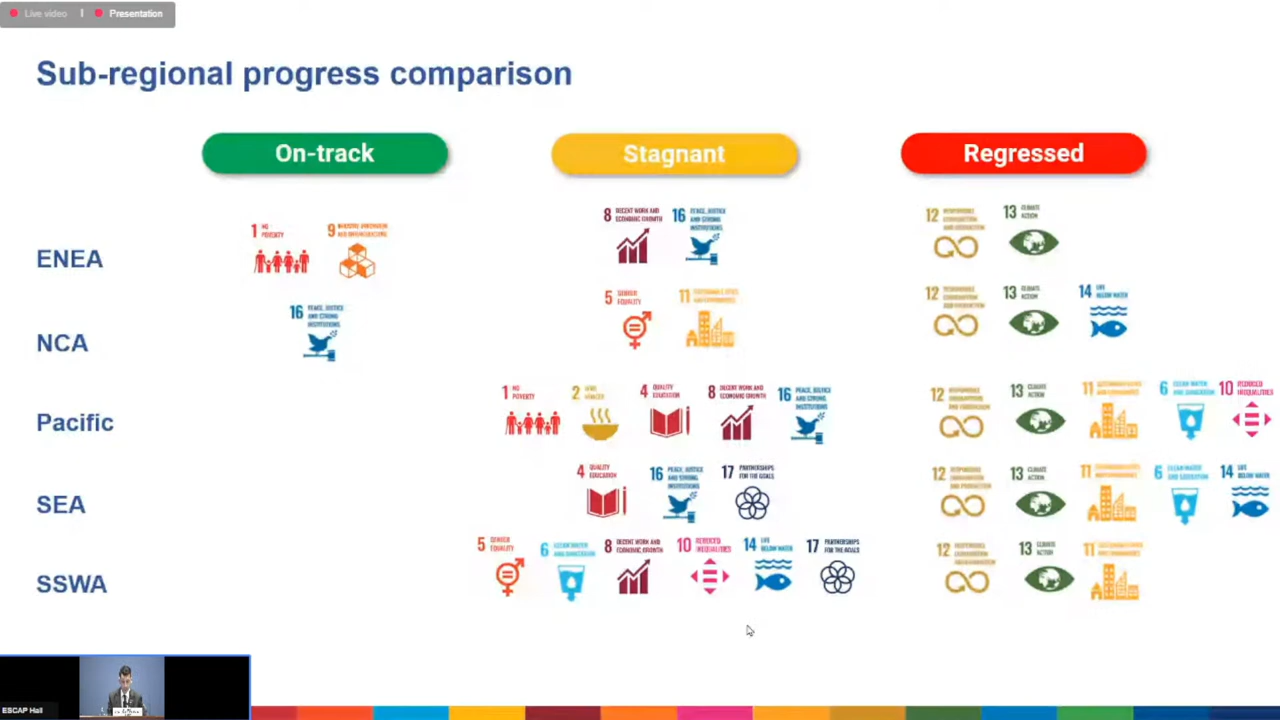 Live video
Presentation
Sub-regional progress comparison
On-track
Stagnant
Regressed
ENEA
1 NO
POVERTY
9 INDUSTRY, INNOVATION
AND INFRASTRUCTURE
8 DECENT WORK AND
ECONOMIC GROWTH
16 PEACE, JUSTICE
AND STRONG
INSTITUTIONS
12 RESPONSIBLE
CONSUMPTION
AND PRODUCTION
13 CLIMATE
ACTION
NCA
16 PEACE, JUSTICE
AND STRONG
INSTITUTIONS
5 GENDER
EQUALITY
11 SUSTAINABLE CITIES
AND COMMUNITIES
12 RESPONSIBLE
CONSUMPTION
AND PRODUCTION
13 CLIMATE
ACTION
14 LIFE
BELOW WATER
Pacific
1 NO
POVERTY
2 ZERO
HUNGER
4 QUALITY
EDUCATION
8 DECENT WORK AND
ECONOMIC GROWTH
16 PEACE, JUSTICE
AND STRONG
INSTITUTIONS
12 RESPONSIBLE
CONSUMPTION
AND PRODUCTION
13 CLIMATE
ACTION
11 SUSTAINABLE CITIES
AND COMMUNITIES
6 CLEAN WATER
AND SANITATION
10 REDUCED
INEQUALITIES
SEA
4 QUALITY
EDUCATION
16 PEACE, JUSTICE
AND STRONG
INSTITUTIONS
17 PARTNERSHIPS
FOR THE GOALS
12 RESPONSIBLE
CONSUMPTION
AND PRODUCTION
13 CLIMATE
ACTION
11 SUSTAINABLE CITIES
AND COMMUNITIES
6 CLEAN WATER
AND SANITATION
14 LIFE
BELOW WATER
SSWA
5 GENDER
EQUALITY
6 CLEAN WATER
AND SANITATION
8 DECENT WORK AND
ECONOMIC GROWTH
10 REDUCED
INEQUALITIES
14 LIFE
BELOW WATER
17 PARTNERSHIPS
FOR THE GOALS
12 RESPONSIBLE
CONSUMPTION
AND PRODUCTION
13 CLIMATE
ACTION
11 SUSTAINABLE CITIES
AND COMMUNITIES
ESCAP Hall